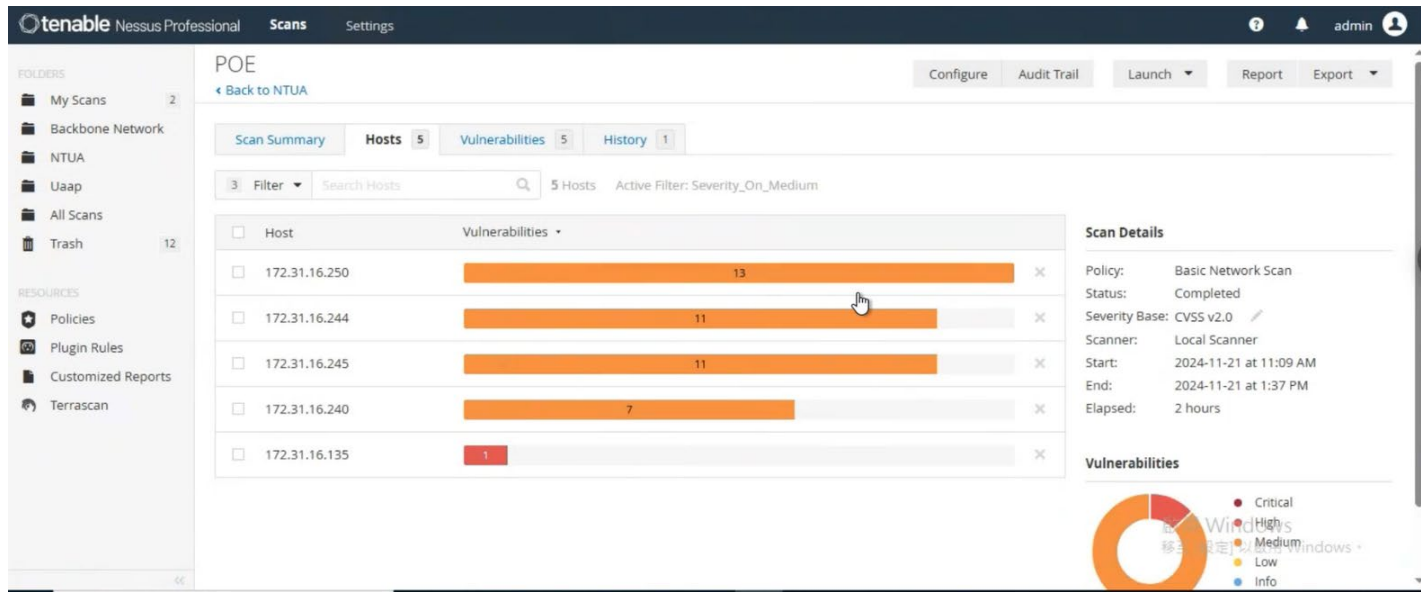 tenable Nessus Professional Scans Settings admin
FOLDERS
My Scans 2
Backbone Network
NTUA
Uaap
All Scans
Trash 12
RESOURCES
Policies
Plugin Rules
Customized Reports
Terrascan
POE
Back to NTUA
Configure Audit Trail Launch Report Export
Scan Summary Hosts 5 Vulnerabilities 5 History 1
3 Filter Search Hosts 5 Hosts Active Filter: Severity_On_Medium
Host Vulnerabilities
172.31.16.250 13
172.31.16.244 11
172.31.16.245 11
172.31.16.240 7
172.31.16.135 1
Scan Details
Policy: Basic Network Scan
Status: Completed
Severity Base: CVSS v2.0
Scanner: Local Scanner
Start: 2024-11-21 at 11:09 AM
End: 2024-11-21 at 1:37 PM
Elapsed: 2 hours
Vulnerabilities
Critical
High
Medium
Low
Info
Windows
Windows。